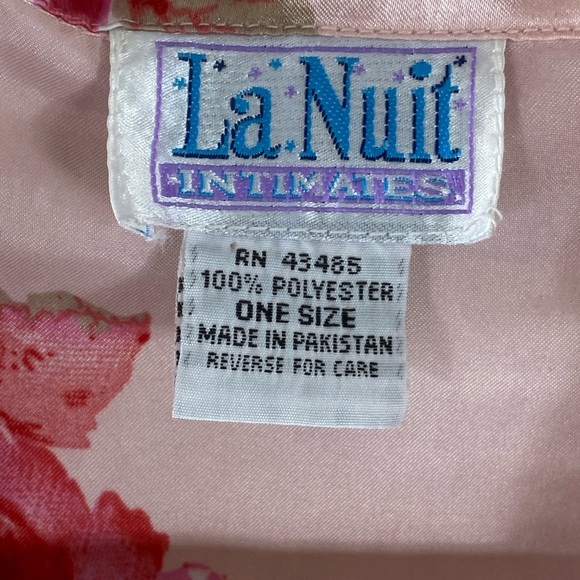 La Nuit
INTIMATES
RN 43485
100% POLYESTER
ONE SIZE
MADE IN PAKISTAN
REVERSE FOR CARE